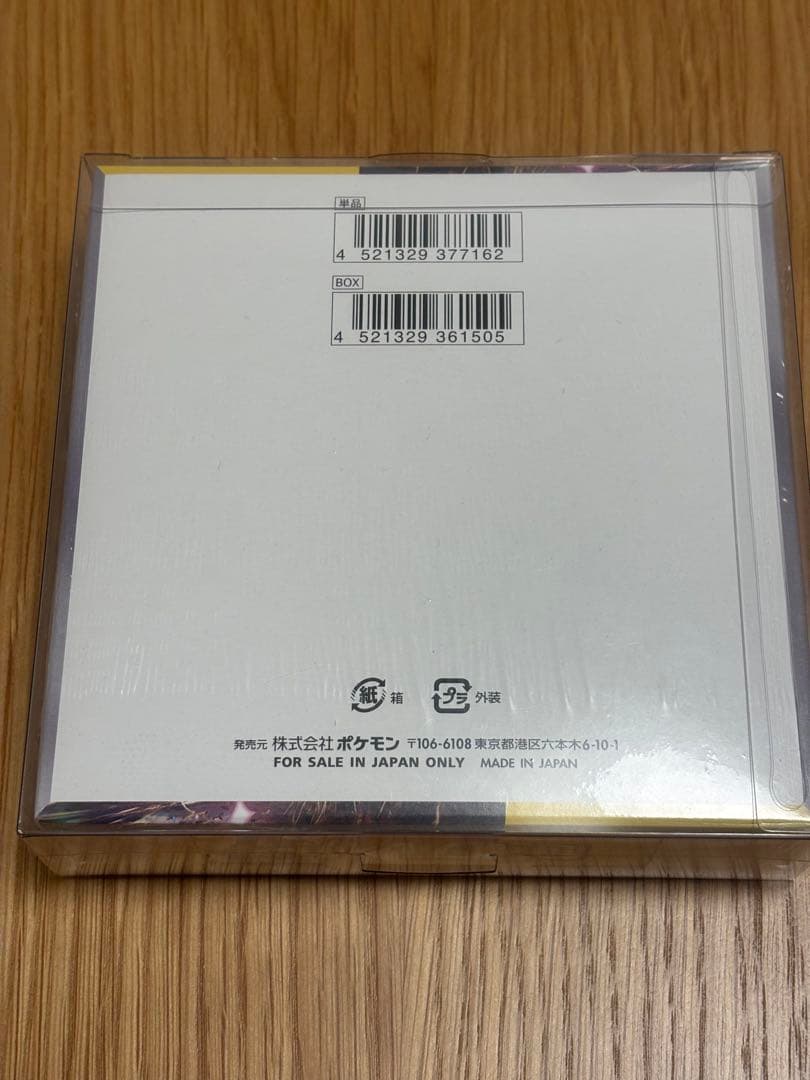 単品
4 521329 377162
BOX
4 521329 361505
紙 箱 プラ 外装
発売元 株式会社 ポケモン 〒106-6108 東京都港区六本木6-10-1
FOR SALE IN JAPAN ONLY MADE IN JAPAN